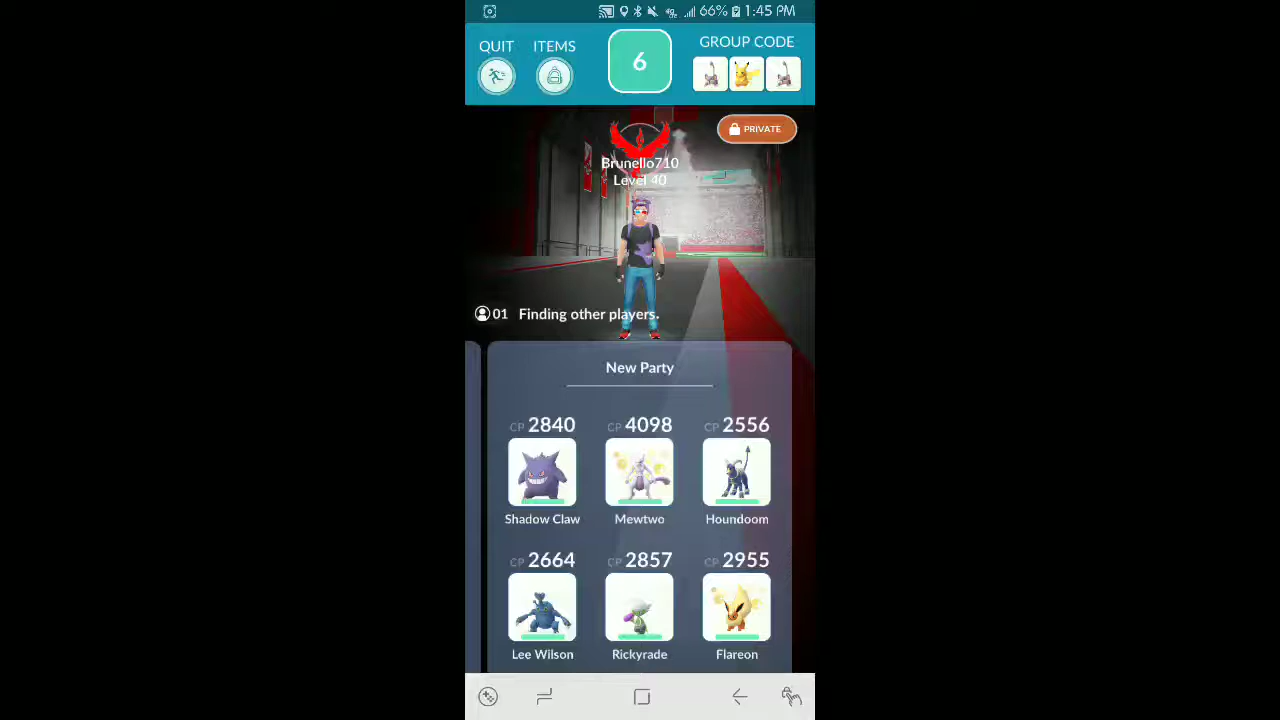 66% 1:45 PM
QUIT ITEMS 6 GROUP CODE
PRIVATE
Brunello710
Level 40
01 Finding other players.
New Party
CP 2840 CP 4098 CP 2556
Shadow Claw Mewtwo Houndoom
CP 2664 CP 2857 CP 2955
Lee Wilson Rickyrade Flareon